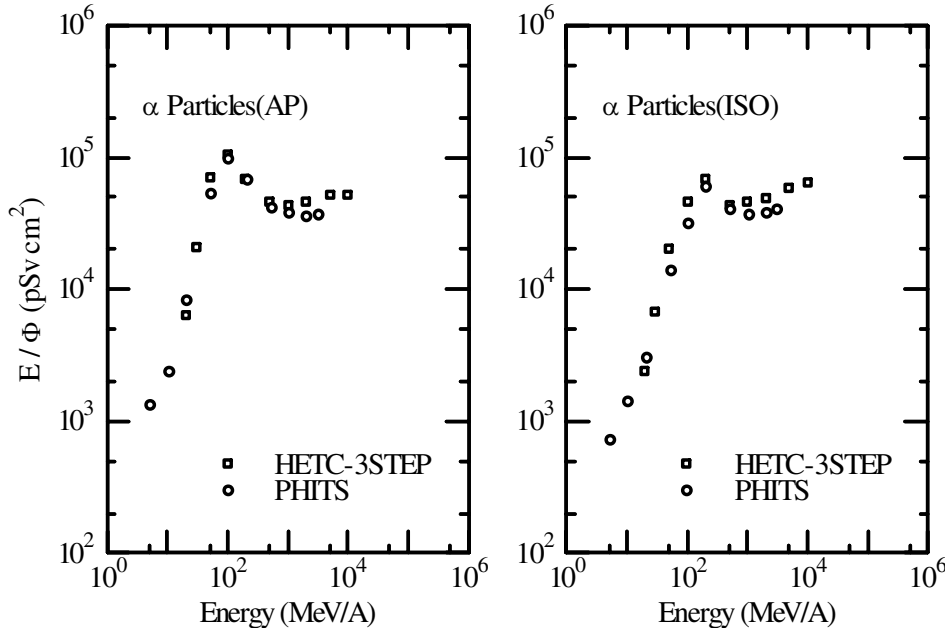 10^6
10^5
10^4
10^3
10^2
E / Φ (pSv cm^2)
α Particles(AP)
HETC-3STEP
PHITS
10^0
10^2
10^4
10^6
Energy (MeV/A)
10^6
10^5
10^4
10^3
10^2
α Particles(ISO)
HETC-3STEP
PHITS
10^0
10^2
10^4
10^6
Energy (MeV/A)